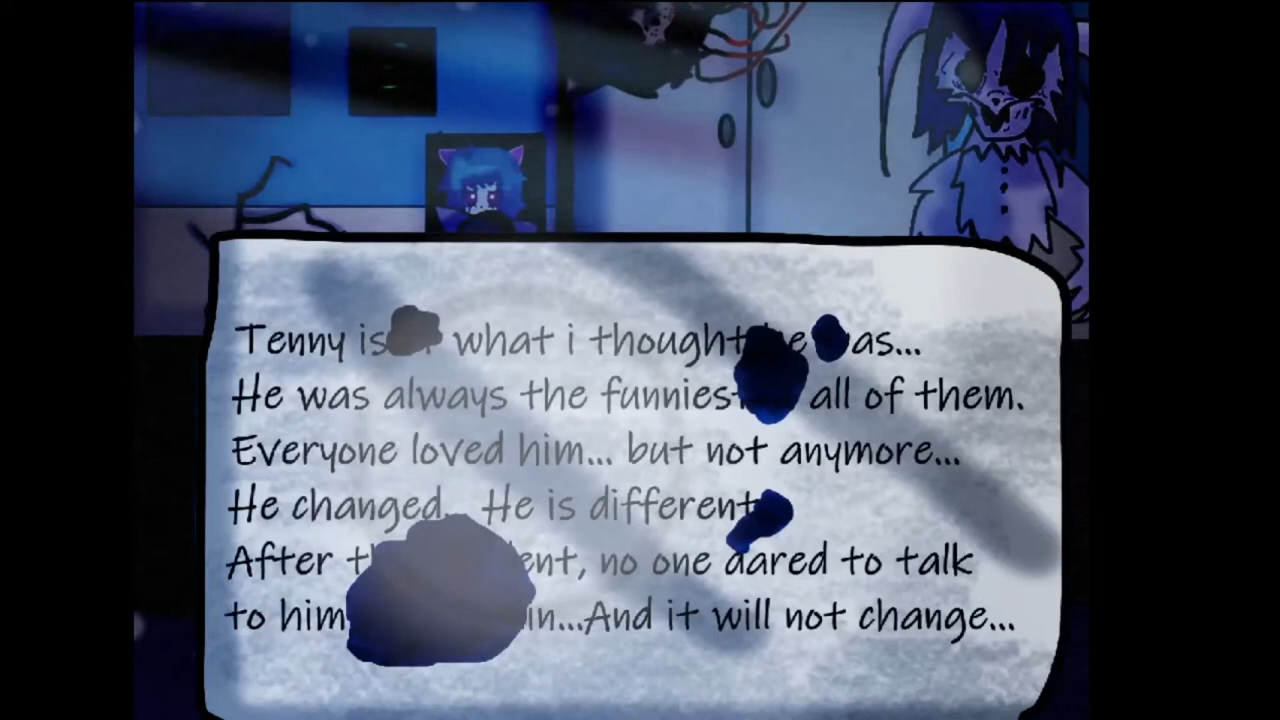 Tenny is what i thought as...
He was always the funniest all of them.
Everyone loved him... but not anymore...
He changed.. He is different
After ent, no one dared to talk
to him in...And it will not change...